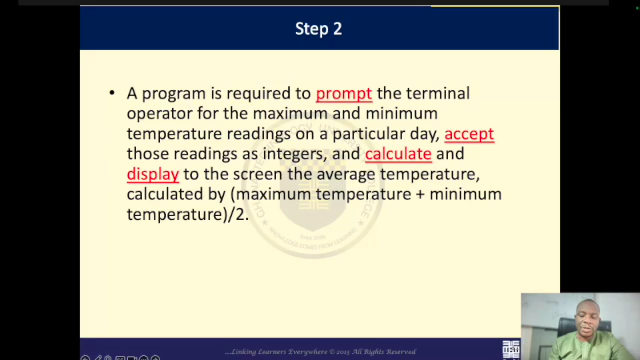 Step 2
• A program is required to prompt the terminal
operator for the maximum and minimum
temperature readings on a particular day, accept
those readings as integers, and calculate and
display to the screen the average temperature,
calculated by (maximum temperature + minimum
temperature)/2.
...Linking Learners Everywhere © 2025 All Rights Reserved